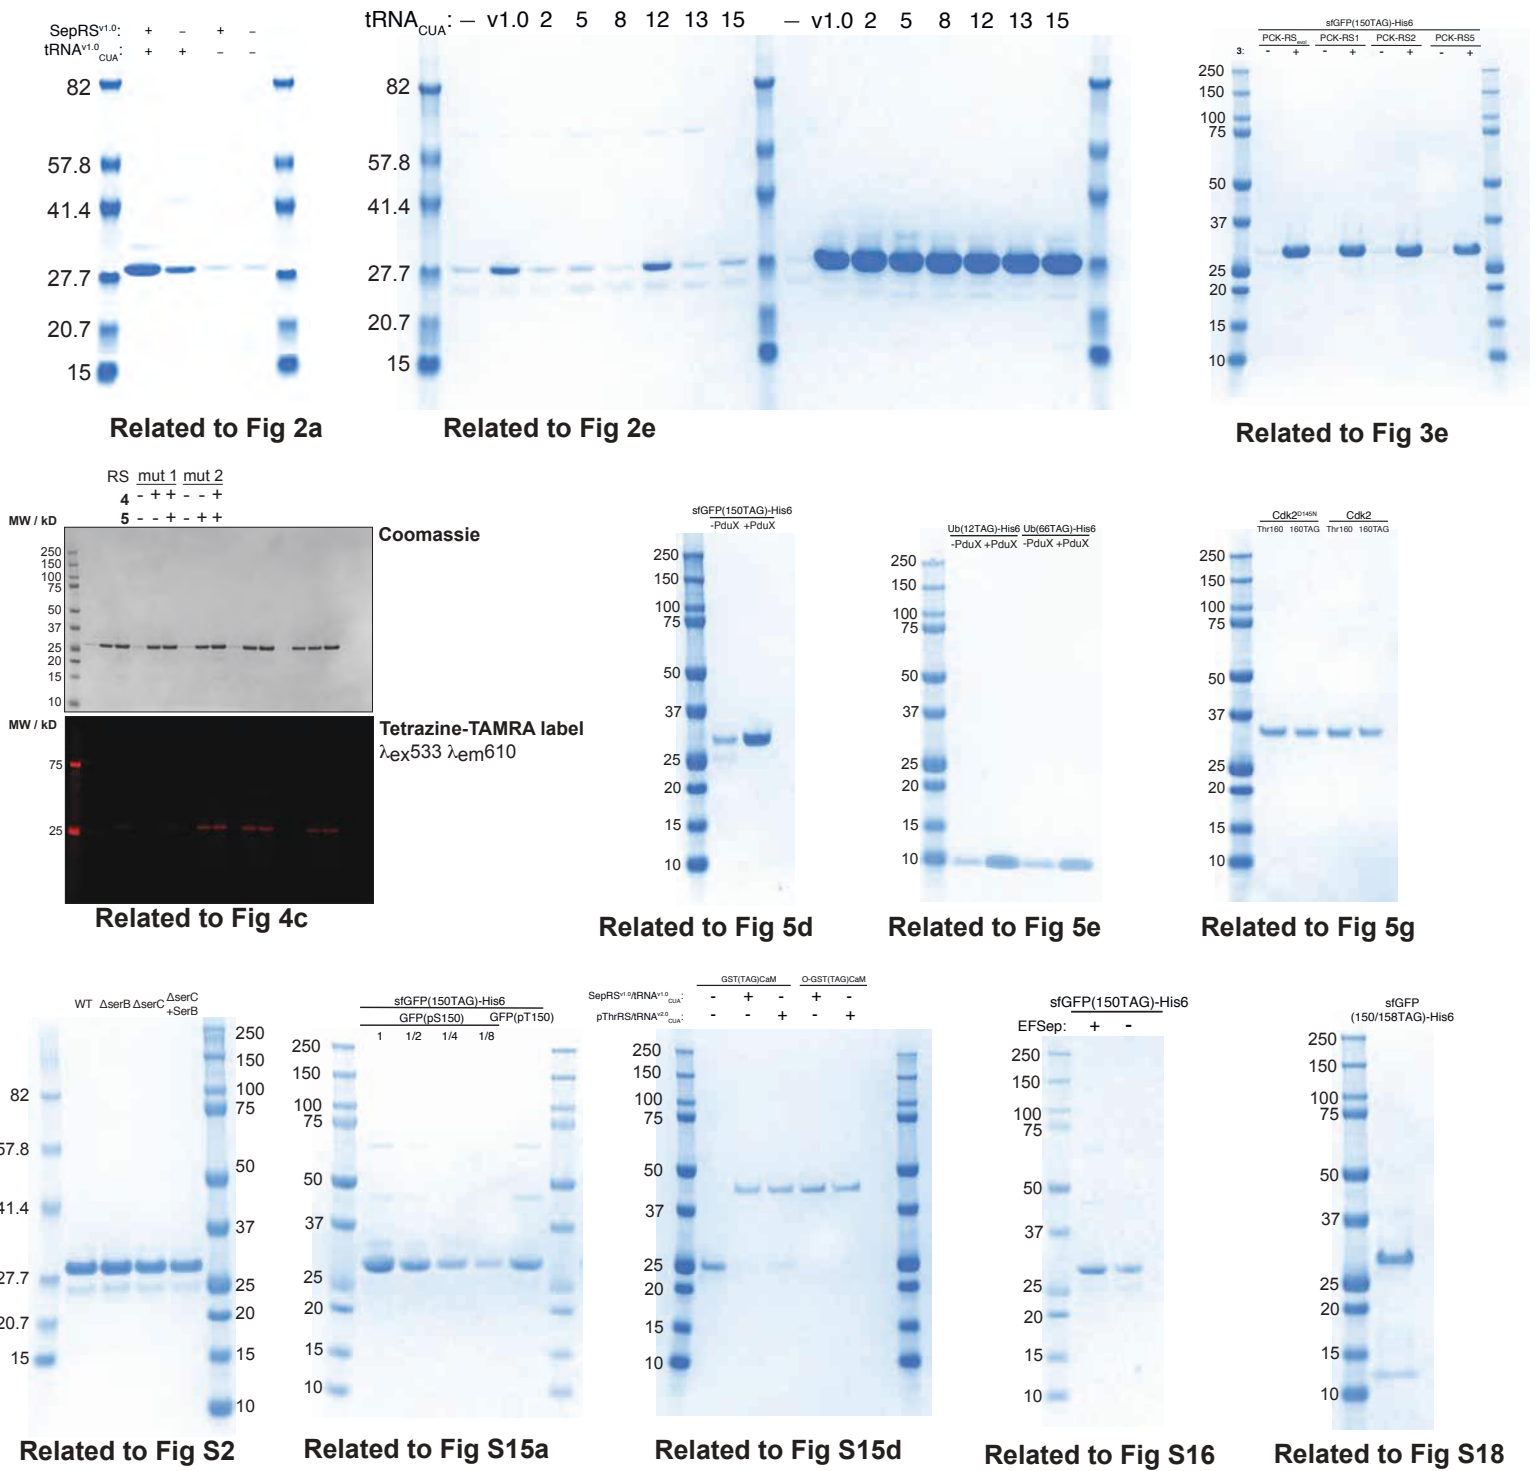 SepRSv1.0: + – + –
tRNAv1.0CUA: + + – –
82
57.8
41.4
27.7
20.7
15
Related to Fig 2a
tRNACUA: – v1.0 2 5 8 12 13 15 – v1.0 2 5 8 12 13 15
82
57.8
41.4
27.7
20.7
15
Related to Fig 2e
sfGFP(150TAG)-His6
PCK-RSevol PCK-RS1 PCK-RS2 PCK-RS5
3: - + - + - + - +
250
150
100
75
50
37
25
20
15
10
Related to Fig 3e
RS mut 1 mut 2
4 - + + - - +
5 - - + - + +
MW / kD
Coomassie
250
150
100
75
50
37
25
20
15
10
MW / kD
Tetrazine-TAMRA label
λex533 λem610
75
25
Related to Fig 4c
sfGFP(150TAG)-His6
-PduX +PduX
250
150
100
75
50
37
25
20
15
10
Related to Fig 5d
Ub(12TAG)-His6 Ub(66TAG)-His6
-PduX +PduX -PduX +PduX
250
150
100
75
50
37
25
20
15
10
Related to Fig 5e
Cdk2D145N Cdk2
Thr160 160TAG Thr160 160TAG
250
150
100
75
50
37
25
20
15
10
Related to Fig 5g
WT ΔserB ΔserC ΔserC
+SerB
82
57.8
41.4
27.7
20.7
15
250
150
100
75
50
37
25
20
15
10
Related to Fig S2
sfGFP(150TAG)-His6
GFP(pS150) GFP(pT150)
1 1/2 1/4 1/8
250
150
100
75
50
37
25
20
15
10
Related to Fig S15a
GST(TAG)CaM O-GST(TAG)CaM
SepRSv1.0/tRNAv1.0CUA: - + - + -
pThrRS/tRNAv2.0CUA: - - + - +
250
150
100
75
50
37
25
20
15
10
Related to Fig S15d
sfGFP(150TAG)-His6
EFSep: + -
250
150
100
75
50
37
25
20
15
10
Related to Fig S16
sfGFP
(150/158TAG)-His6
250
150
100
75
50
37
25
20
15
10
Related to Fig S18